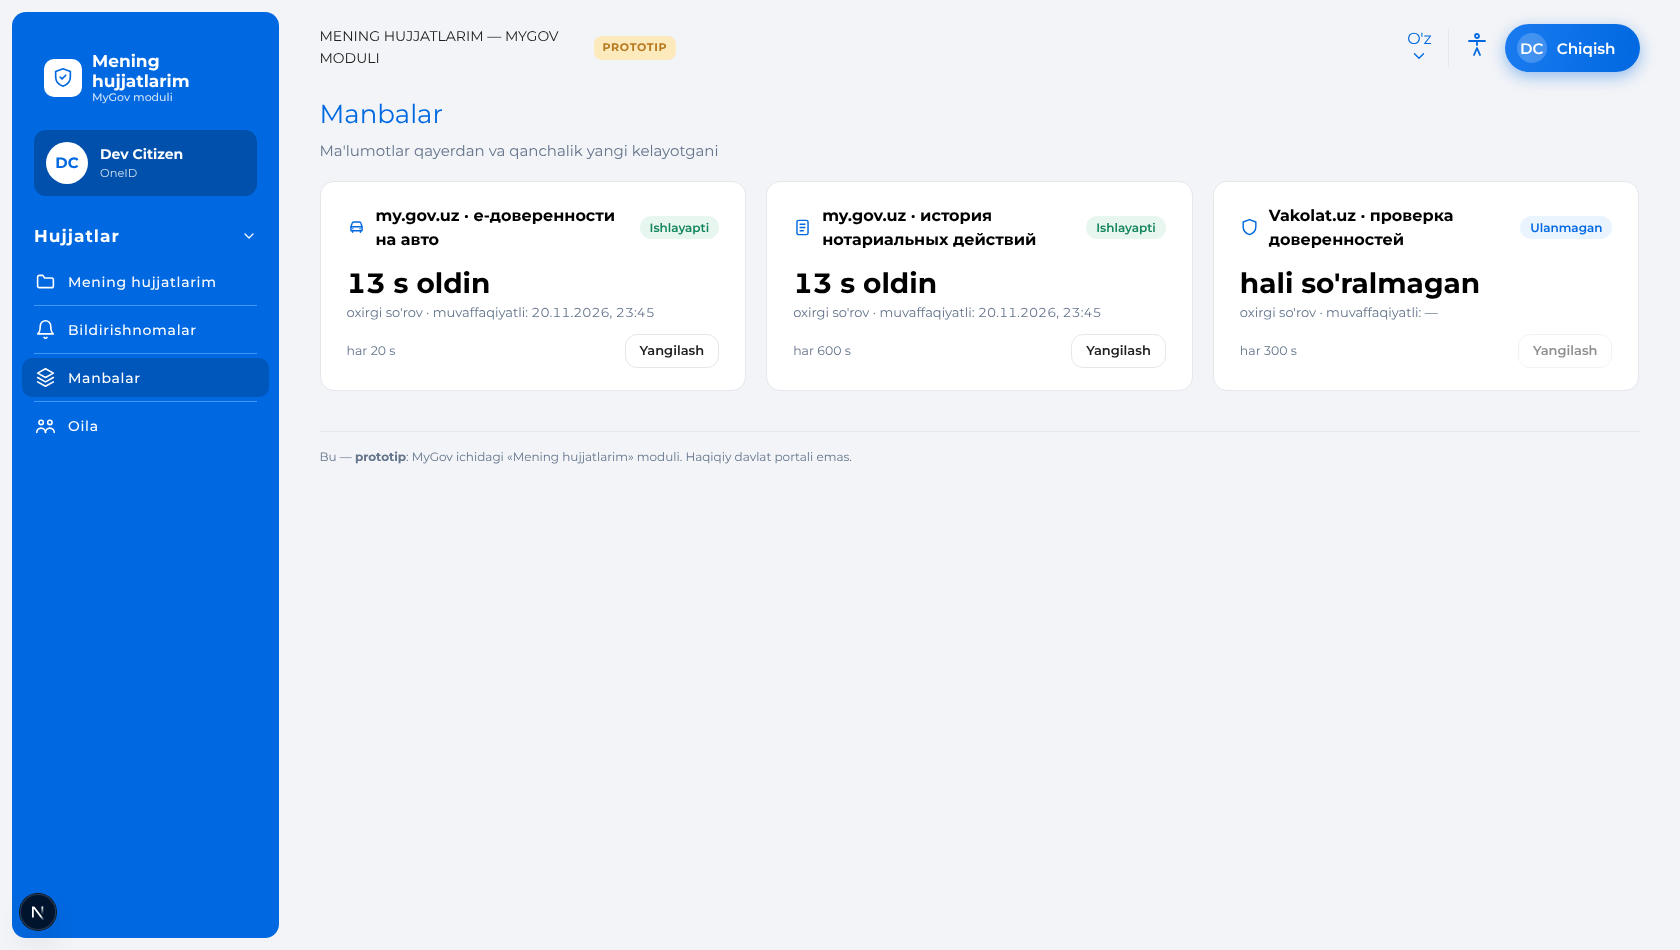 Mening
hujjatlarim
MyGov moduli
DC
Dev Citizen
OneID
Hujjatlar
Mening hujjatlarim
Bildirishnomalar
Manbalar
Oila
N
MENING HUJJATLARIM — MYGOV
MODULI
PROTOTIP
O'z
DC Chiqish
Manbalar
Ma'lumotlar qayerdan va qanchalik yangi kelayotgani
my.gov.uz · е-доверенности
на авто
Ishlayapti
13 s oldin
oxirgi so'rov · muvaffaqiyatli: 20.11.2026, 23:45
har 20 s
Yangilash
my.gov.uz · история
нотариальных действий
Ishlayapti
13 s oldin
oxirgi so'rov · muvaffaqiyatli: 20.11.2026, 23:45
har 600 s
Yangilash
Vakolat.uz · проверка
доверенностей
Ulanmagan
hali so'ralmagan
oxirgi so'rov · muvaffaqiyatli: —
har 300 s
Yangilash
Bu — prototip: MyGov ichidagi «Mening hujjatlarim» moduli. Haqiqiy davlat portali emas.